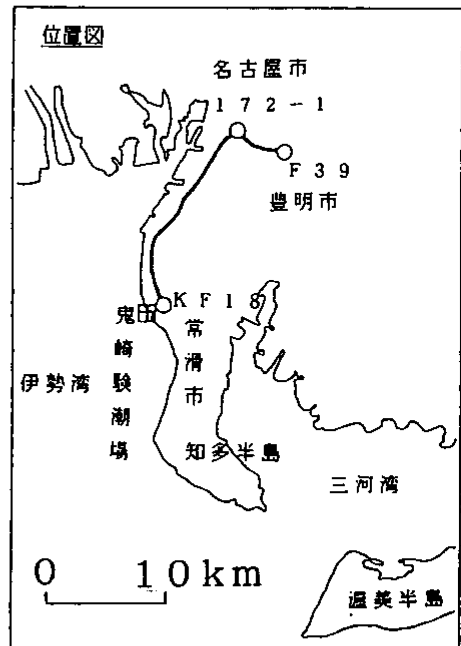 位置図
名古屋市
172-1
F39
豊明市
KF18
鬼崎験潮場
常滑市
伊勢湾
知多半島
三河湾
0 10km
渥美半島